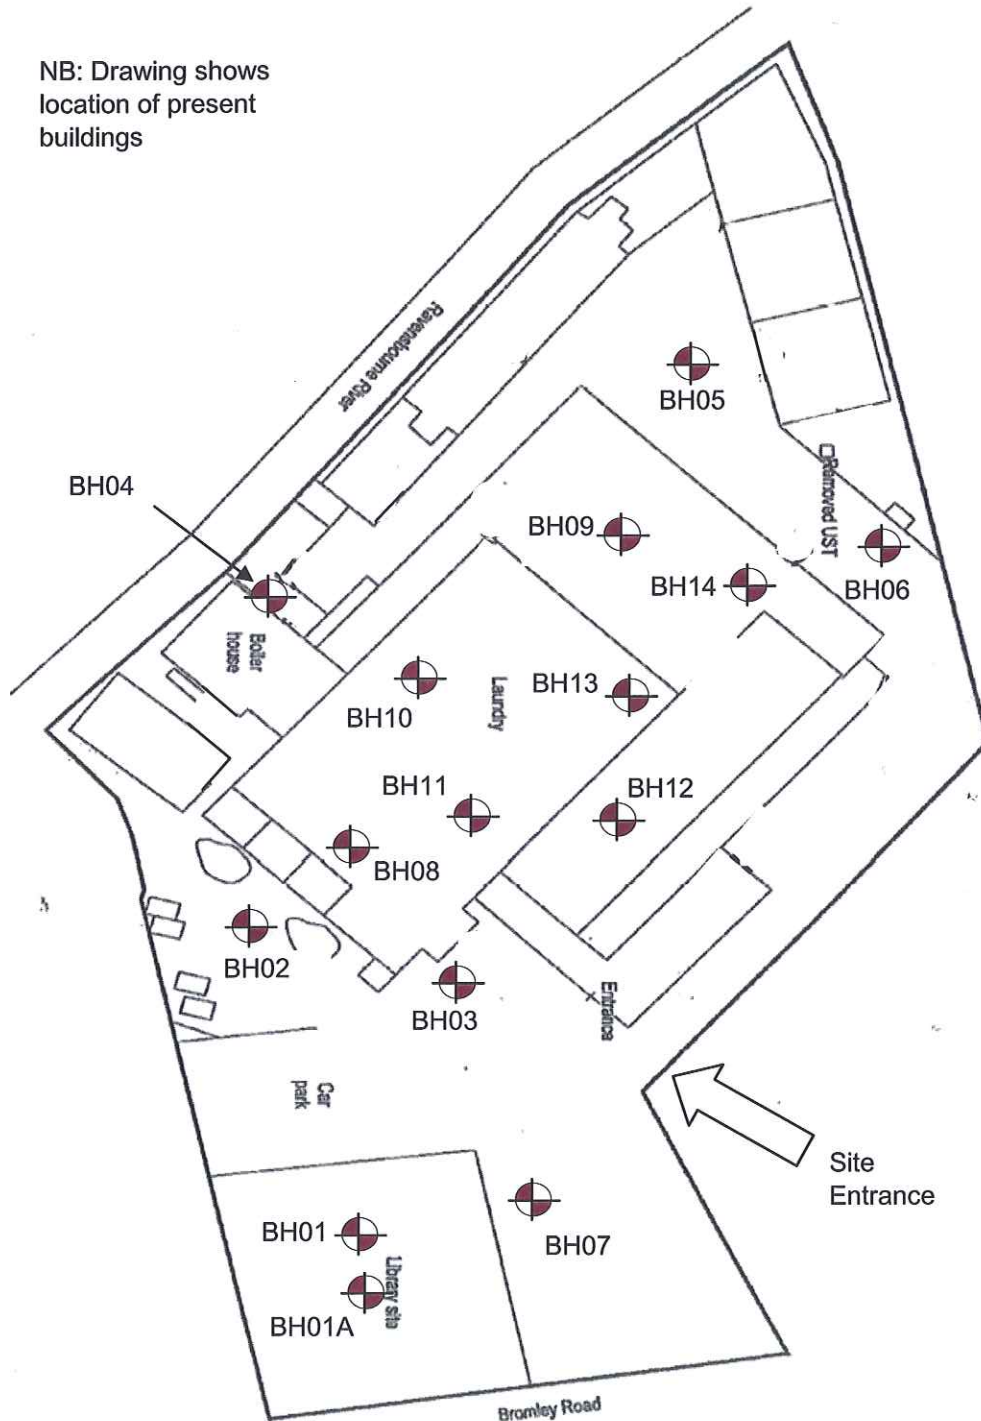 NB: Drawing shows
location of present
buildings
Ravensbourne River
BH05
BH04
Removed UST
BH09
BH14
BH06
Boiler
house
BH10
Laundry
BH13
BH11
BH12
BH08
BH02
BH03
Entrance
Car
park
Site
Entrance
BH01
BH07
Library site
BH01A
Bromley Road